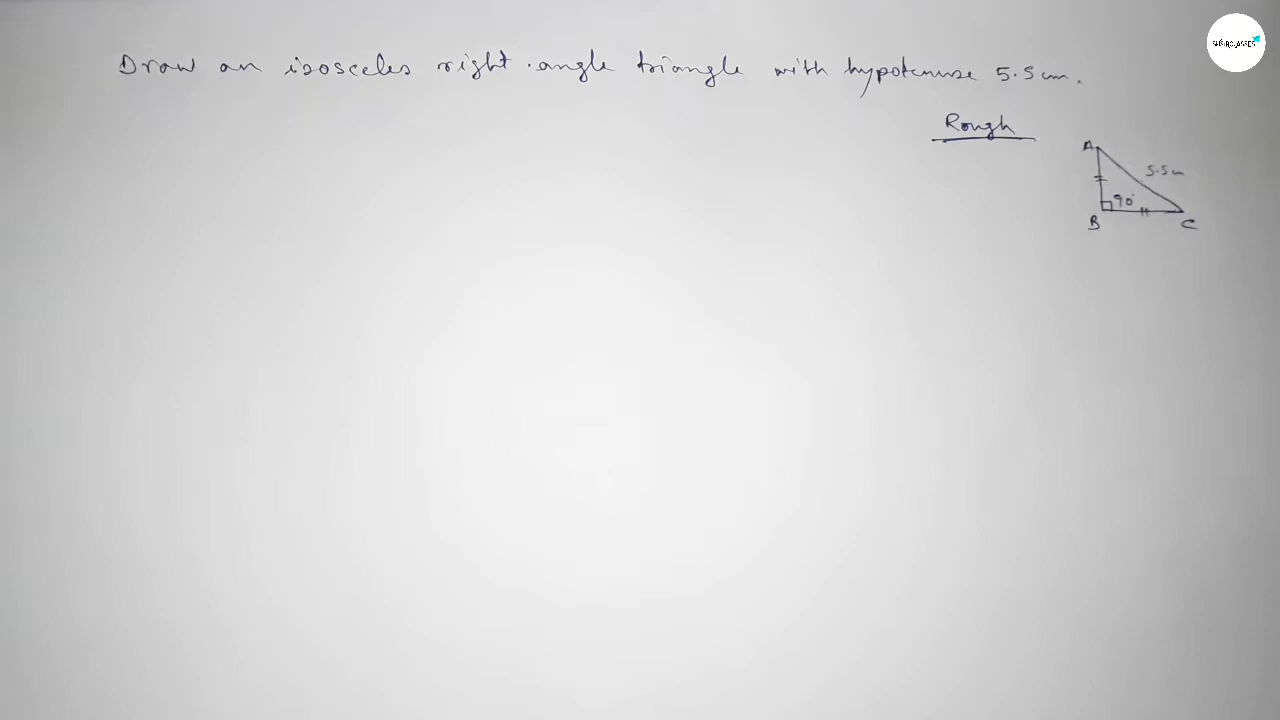 Draw an isosceles right angle triangle with hypotenuse 5.5 cm.
Rough
A
5.5 cm
90°
B
C